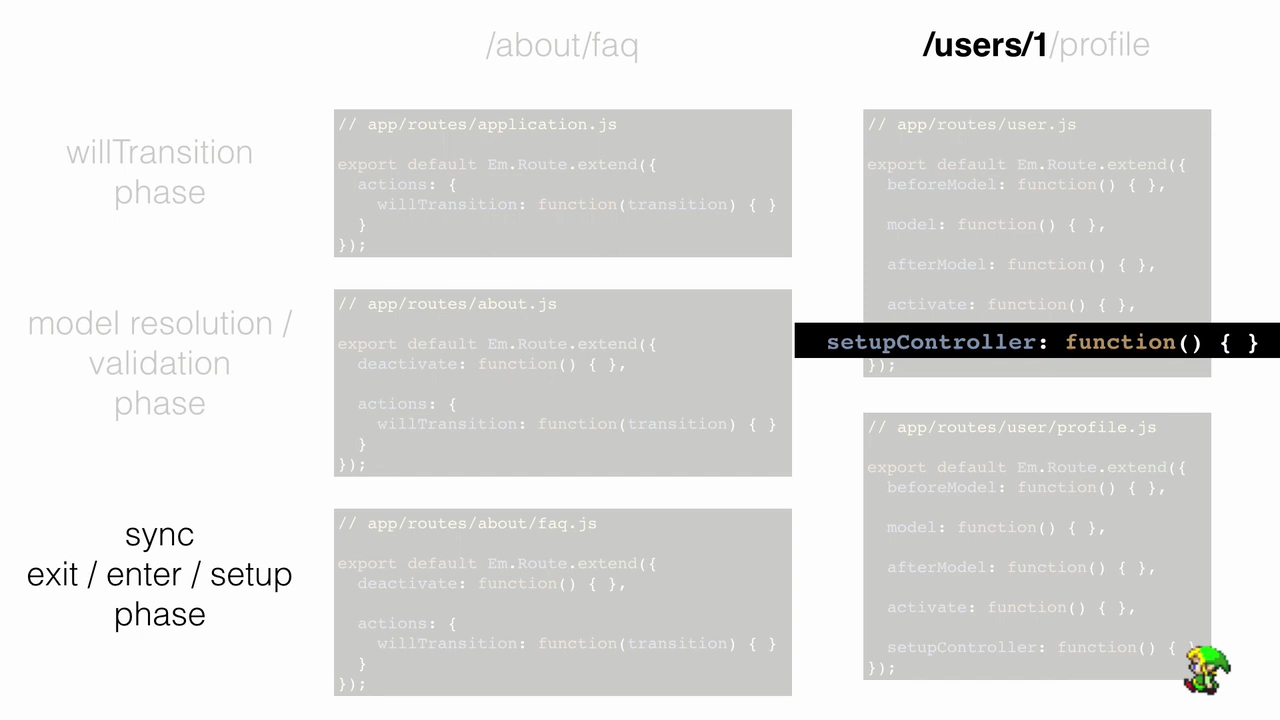 /about/faq
/users/1/profile
willTransition
phase
model resolution /
validation
phase
sync
exit / enter / setup
phase
// app/routes/application.js
export default Em.Route.extend({
  actions: {
    willTransition: function(transition) { }
  }
});
// app/routes/about.js
export default Em.Route.extend({
  deactivate: function() { },
  actions: {
    willTransition: function(transition) { }
  }
});
// app/routes/about/faq.js
export default Em.Route.extend({
  deactivate: function() { },
  actions: {
    willTransition: function(transition) { }
  }
});
// app/routes/user.js
export default Em.Route.extend({
  beforeModel: function() { },
  model: function() { },
  afterModel: function() { },
  activate: function() { },
  setupController: function() { }
});
// app/routes/user/profile.js
export default Em.Route.extend({
  beforeModel: function() { },
  model: function() { },
  afterModel: function() { },
  activate: function() { },
  setupController: function() { }
});